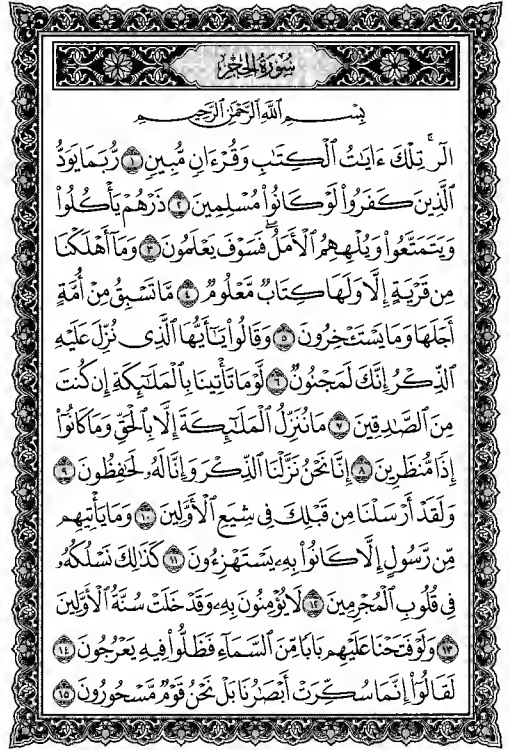 سُورَةُ الحِجْرِ
بِسْمِ اللَّهِ الرَّحْمَٰنِ الرَّحِيمِ
الٓرۚ تِلْكَ ءَايَٰتُ ٱلْكِتَٰبِ وَقُرْءَانٍ مُّبِينٍ ١ رُّبَمَا يَوَدُّ
ٱلَّذِينَ كَفَرُوا۟ لَوْ كَانُوا۟ مُسْلِمِينَ ٢ ذَرْهُمْ يَأْكُلُوا۟
وَيَتَمَتَّعُوا۟ وَيُلْهِهِمُ ٱلْأَمَلُۖ فَسَوْفَ يَعْلَمُونَ ٣ وَمَآ أَهْلَكْنَا
مِن قَرْيَةٍ إِلَّا وَلَهَا كِتَابٌ مَّعْلُومٌ ٤ مَّا تَسْبِقُ مِنْ أُمَّةٍ
أَجَلَهَا وَمَا يَسْتَـْٔخِرُونَ ٥ وَقَالُوا۟ يَٰٓأَيُّهَا ٱلَّذِى نُزِّلَ عَلَيْهِ
ٱلذِّكْرُ إِنَّكَ لَمَجْنُونٌ ٦ لَّوْ مَا تَأْتِينَا بِٱلْمَلَٰٓئِكَةِ إِن كُنتَ
مِنَ ٱلصَّٰدِقِينَ ٧ مَا نُنَزِّلُ ٱلْمَلَٰٓئِكَةَ إِلَّا بِٱلْحَقِّ وَمَا كَانُوٓا۟
إِذًا مُّنظَرِينَ ٨ إِنَّا نَحْنُ نَزَّلْنَا ٱلذِّكْرَ وَإِنَّا لَهُۥ لَحَٰفِظُونَ ٩
وَلَقَدْ أَرْسَلْنَا مِن قَبْلِكَ فِى شِيَعِ ٱلْأَوَّلِينَ ١٠ وَمَا يَأْتِيهِم
مِّن رَّسُولٍ إِلَّا كَانُوا۟ بِهِۦ يَسْتَهْزِءُونَ ١١ كَذَٰلِكَ نَسْلُكُهُۥ
فِى قُلُوبِ ٱلْمُجْرِمِينَ ١٢ لَا يُؤْمِنُونَ بِهِۦ وَقَدْ خَلَتْ سُنَّةُ ٱلْأَوَّلِينَ
١٣ وَلَوْ فَتَحْنَا عَلَيْهِم بَابًا مِّنَ ٱلسَّمَآءِ فَظَلُّوا۟ فِيهِ يَعْرُجُونَ ١٤
لَقَالُوٓا۟ إِنَّمَا سُكِّرَتْ أَبْصَٰرُنَا بَلْ نَحْنُ قَوْمٌ مَّسْحُورُونَ ١٥